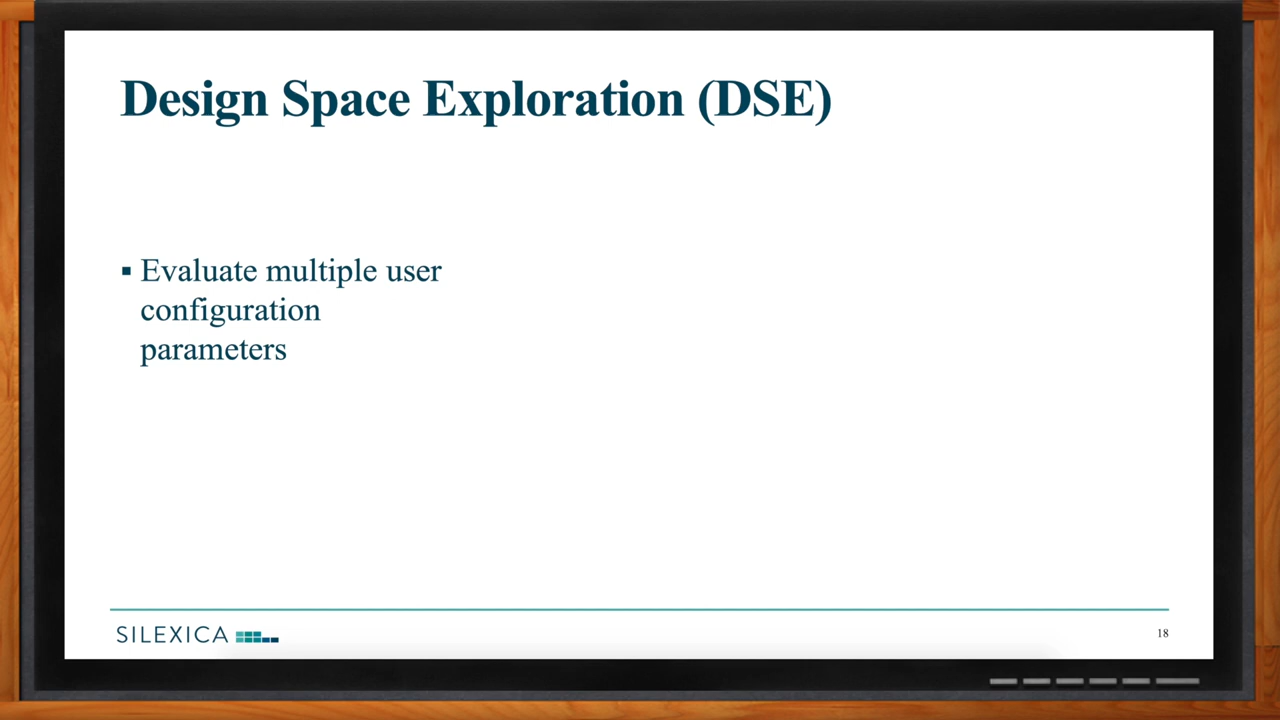 Design Space Exploration (DSE)
▪ Evaluate multiple user
configuration
parameters
SILEXICA
18